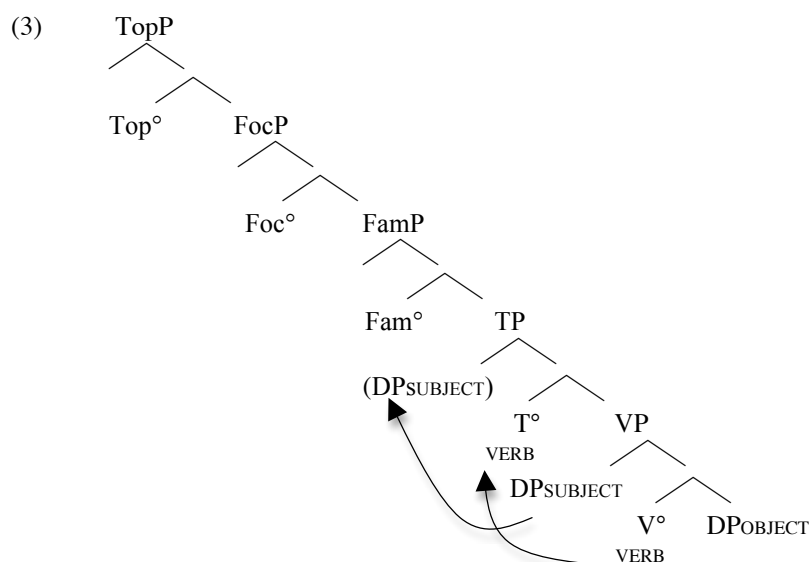 (3) TopP
Top° FocP
Foc° FamP
Fam° TP
(DPSUBJECT) T° VP
VERB
DPSUBJECT
V° DPOBJECT
VERB